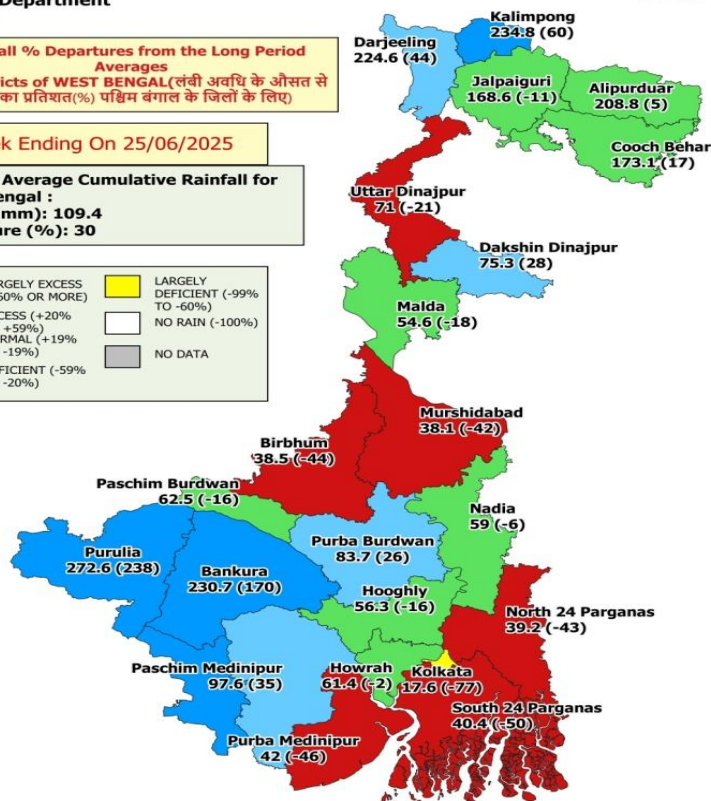 Department
all % Departures from the Long Period
Averages
icts of WEST BENGAL(लंबी अवधि के औसत से
का प्रतिशत(%) पश्चिम बंगाल के जिलों के लिए)
k Ending On 25/06/2025
Average Cumulative Rainfall for
engal :
mm): 109.4
ure (%): 30
RGELY EXCESS
60% OR MORE)
CESS (+20%
+59%)
RMAL (+19%
-19%)
FICIENT (-59%
-20%)
LARGELY
DEFICIENT (-99%
TO -60%)
NO RAIN (-100%)
NO DATA
Kalimpong
234.8 (60)
Darjeeling
224.6 (44)
Jalpaiguri
168.6 (-11)
Alipurduar
208.8 (5)
Cooch Behar
173.1 (17)
Uttar Dinajpur
71 (-21)
Dakshin Dinajpur
75.3 (28)
Malda
54.6 (-18)
Murshidabad
38.1 (-42)
Birbhum
38.5 (-44)
Paschim Burdwan
62.5 (-16)
Nadia
59 (-6)
Purba Burdwan
83.7 (26)
Purulia
272.6 (238)
Bankura
230.7 (170)
Hooghly
56.3 (-16)
North 24 Parganas
39.2 (-43)
Paschim Medinipur
97.6 (35)
Howrah
61.4 (-2)
Kolkata
17.6 (-77)
South 24 Parganas
40.4 (-50)
Purba Medinipur
42 (-46)